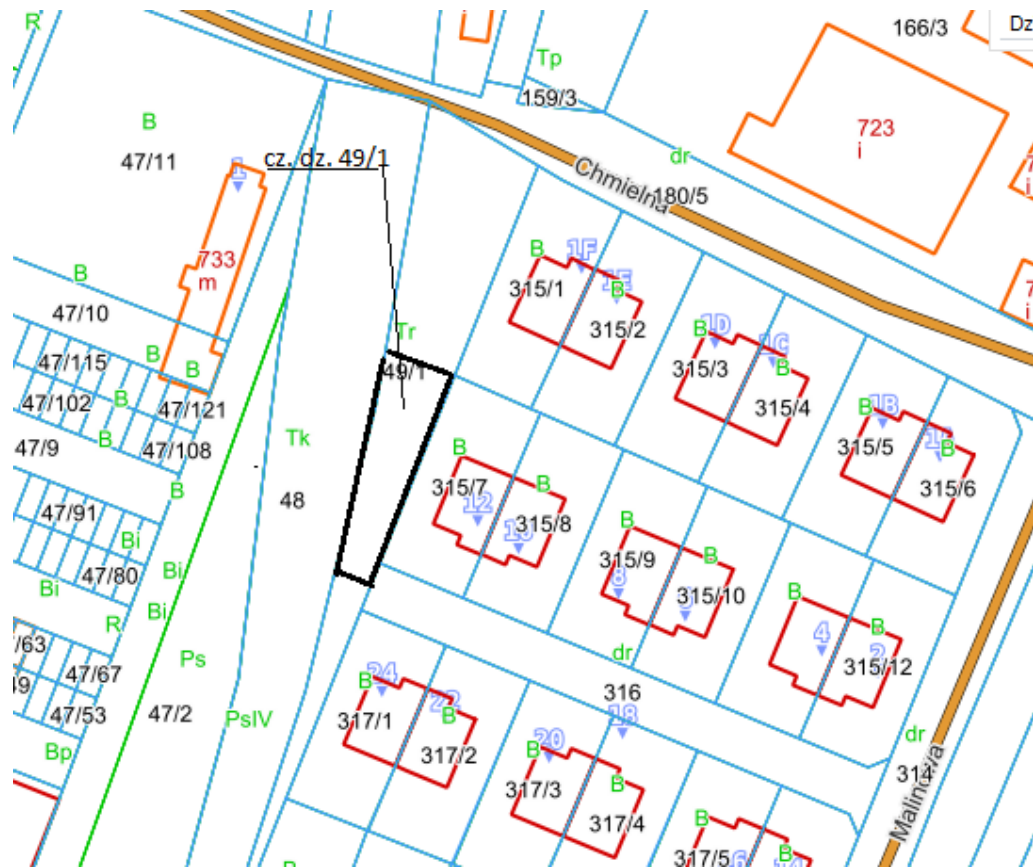 R
Dz
166/3
Tp
159/3
723
i
B
47/11
cz. dz. 49/1
1
dr
Chmielna
180/5
733
m
B
47/10
B
1F
315/1
B
1E
315/2
Tr
49/1
B
1D
315/3
1C
B
315/4
B
47/115
B
47/102
B
47/121
47/9
B
47/108
Tk
48
B
1B
315/5
B
315/6
B
315/7
12
B
315/8
B
47/91
Bi
47/80
Bi
Bi
Bi
R
B
315/9
8
B
315/10
B
4
B
2
315/12
47/67
47/53
Ps
47/2
PsIV
Bp
dr
316
18
B
24
22
B
317/1
317/2
B
20
317/3
B
317/4
dr
314
Malinowa
B
317/5
B